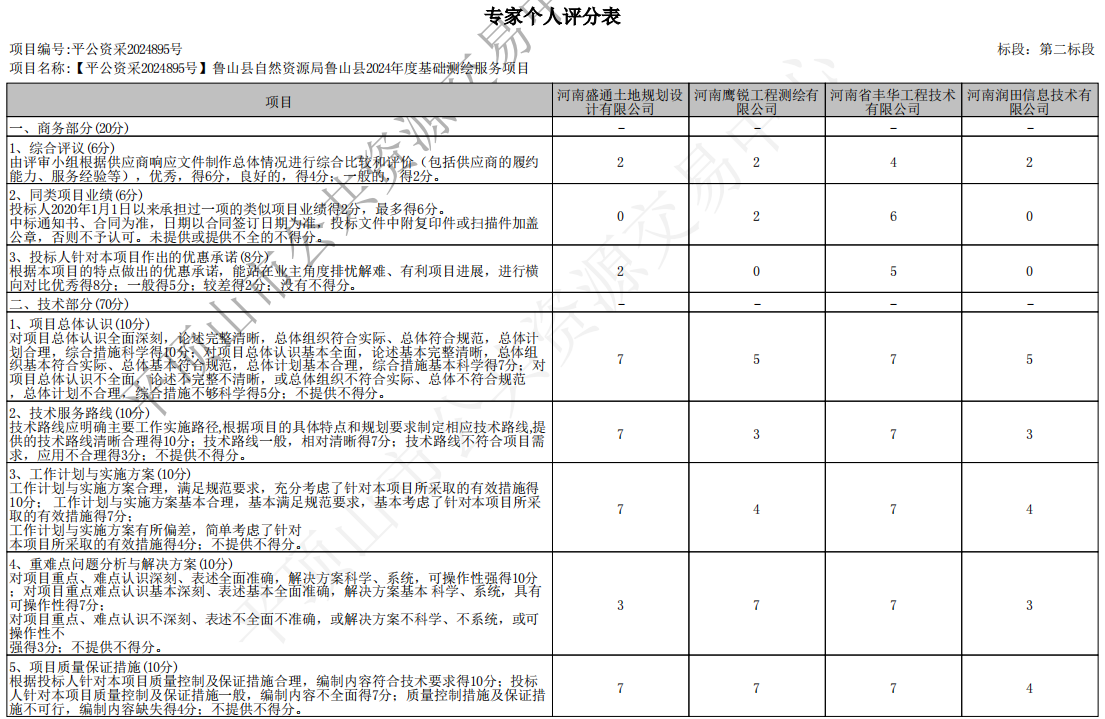 专家个人评分表
项目编号:平公资采2024895号
标段：第二标段
项目名称:【平公资采2024895号】鲁山县自然资源局鲁山县2024年度基础测绘服务项目
项目
河南盛通土地规划设计有限公司
河南鹰锐工程测绘有限公司
河南省丰华工程技术有限公司
河南润田信息技术有限公司
一、商务部分(20分)
– – – –
1、综合评议(6分)
由评审小组根据供应商响应文件制作总体情况进行综合比较和评价（包括供应商的履约
能力、服务经验等），优秀，得6分，良好的，得4分；一般的，得2分。
2 2 4 2
2、同类项目业绩(6分)
投标人2020年1月1日以来承担过一项的类似项目业绩得2分，最多得6分。
中标通知书、合同为准，日期以合同签订日期为准，投标文件中附复印件或扫描件加盖
公章，否则不予认可。未提供或提供不全的不得分。
0 2 6 0
3、投标人针对本项目作出的优惠承诺(8分)
根据本项目的特点做出的优惠承诺，能站在业主角度排忧解难、有利项目进展，进行横
向对比优秀得8分；一般得5分；较差得2分；没有不得分。
2 0 5 0
二、技术部分(70分)
– – – –
1、项目总体认识(10分)
对项目总体认识全面深刻，论述完整清晰，总体组织符合实际、总体符合规范，总体计
划合理，综合措施科学得10分；对项目总体认识基本全面，论述基本完整清晰，总体组
织基本符合实际、总体基本符合规范，总体计划基本合理，综合措施基本科学得7分；对
项目总体认识不全面，论述不完整不清晰，或总体组织不符合实际、总体不符合规范
，总体计划不合理，综合措施不够科学得5分；不提供不得分。
7 5 7 5
2、技术服务路线(10分)
技术路线应明确主要工作实施路径,根据项目的具体特点和规划要求制定相应技术路线,提
供的技术路线清晰合理得10分；技术路线一般，相对清晰得7分；技术路线不符合项目需
求，应用不合理得3分；不提供不得分。
7 3 7 3
3、工作计划与实施方案(10分)
工作计划与实施方案合理，满足规范要求，充分考虑了针对本项目所采取的有效措施得
10分； 工作计划与实施方案基本合理，基本满足规范要求，基本考虑了针对本项目所采
取的有效措施得7分；
工作计划与实施方案有所偏差，简单考虑了针对
本项目所采取的有效措施得4分；不提供不得分。
7 4 7 4
4、重难点问题分析与解决方案(10分)
对项目重点、难点认识深刻、表述全面准确，解决方案科学、系统，可操作性强得10分
；对项目重点难点认识基本深刻、表述基本全面准确，解决方案基本 科学、系统，具有
可操作性得7分；
对项目重点、难点认识不深刻、表述不全面不准确，或解决方案不科学、不系统，或可
操作性不
强得3分；不提供不得分。
3 7 7 3
5、项目质量保证措施(10分)
根据投标人针对本项目质量控制及保证措施合理，编制内容符合技术要求得10分；投标
人针对本项目质量控制及保证措施一般，编制内容不全面得7分；质量控制措施及保证措
施不可行，编制内容缺失得4分；不提供不得分。
7 7 7 4
平顶山市公共资源交易中心
平顶山市公共资源交易中心